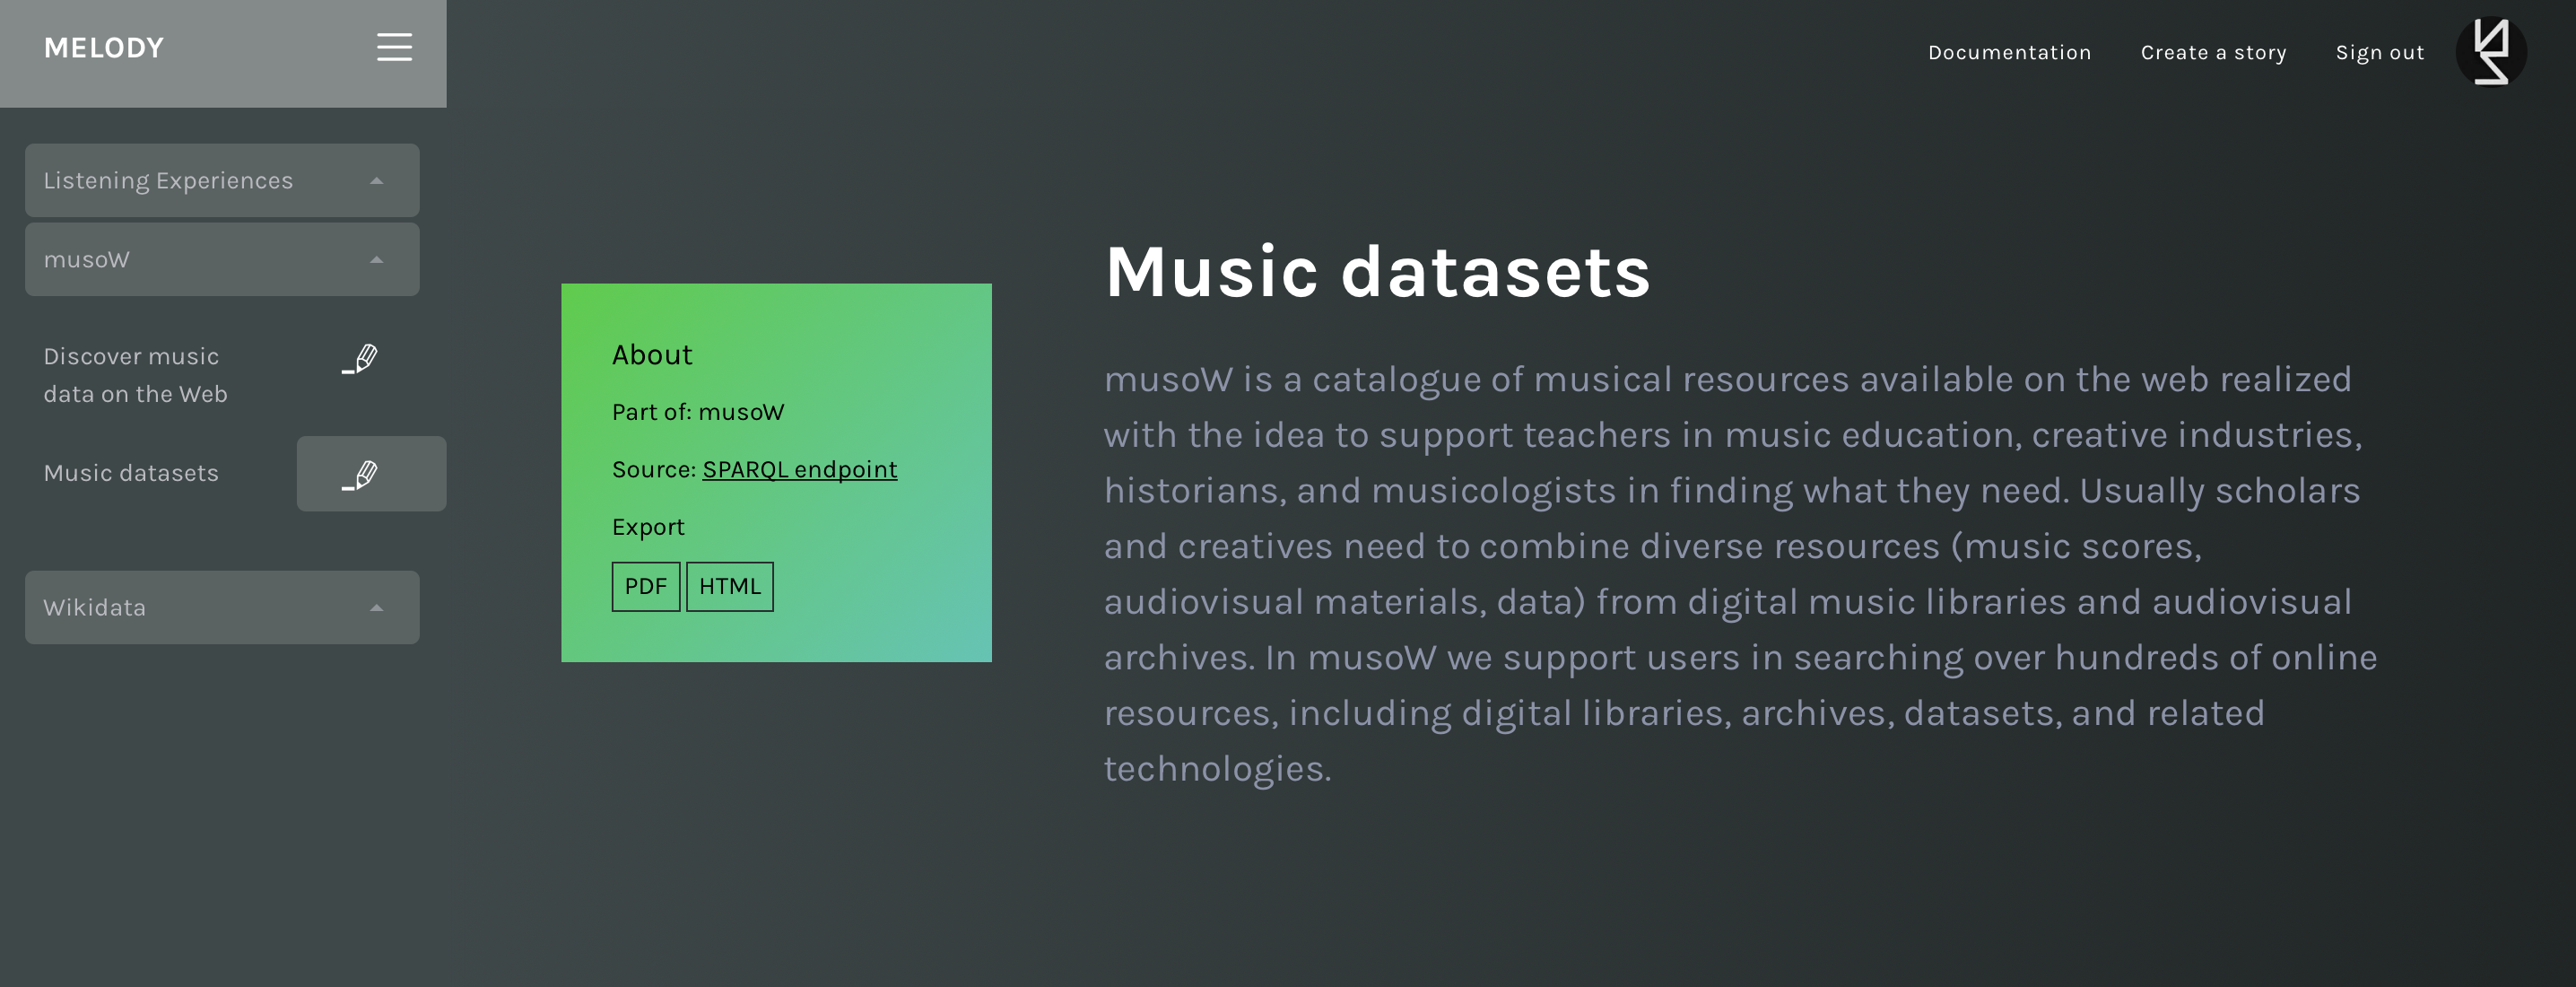 MELODY
Documentation
Create a story
Sign out
Listening Experiences
musoW
Discover music
data on the Web
Music datasets
Wikidata
About
Part of: musoW
Source: SPARQL endpoint
Export
PDF
HTML
Music datasets
musoW is a catalogue of musical resources available on the web realized
with the idea to support teachers in music education, creative industries,
historians, and musicologists in finding what they need. Usually scholars
and creatives need to combine diverse resources (music scores,
audiovisual materials, data) from digital music libraries and audiovisual
archives. In musoW we support users in searching over hundreds of online
resources, including digital libraries, archives, datasets, and related
technologies.